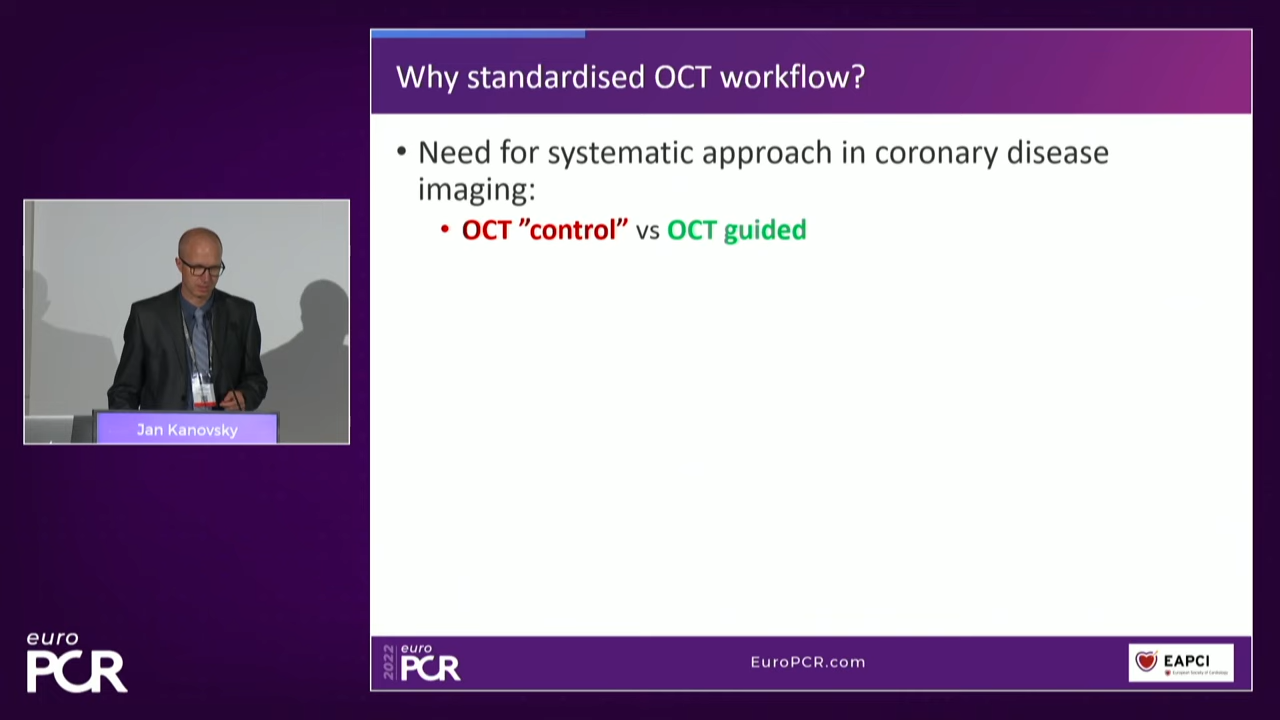 Why standardised OCT workflow?
• Need for systematic approach in coronary disease
imaging:
• OCT ”control” vs OCT guided
Jan Kanovsky
euro
PCR
2022
euro
PCR
EuroPCR.com
EAPCI